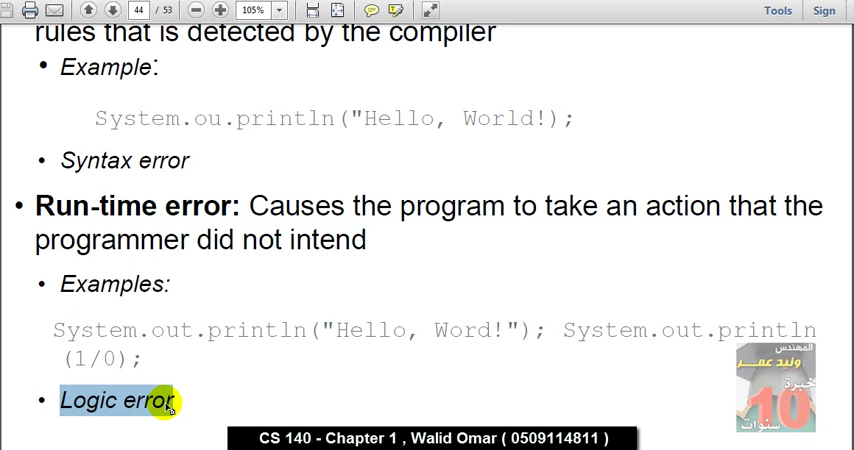 44 / 53 105% Tools Sign
rules that is detected by the compiler
• Example:
System.ou.println("Hello, World!);
• Syntax error
• Run-time error: Causes the program to take an action that the
programmer did not intend
• Examples:
System.out.println("Hello, Word!"); System.out.println
(1/0);
• Logic error
المهندس
وليد عمر
خبرة
10
سنوات
CS 140 - Chapter 1 , Walid Omar ( 0509114811 )